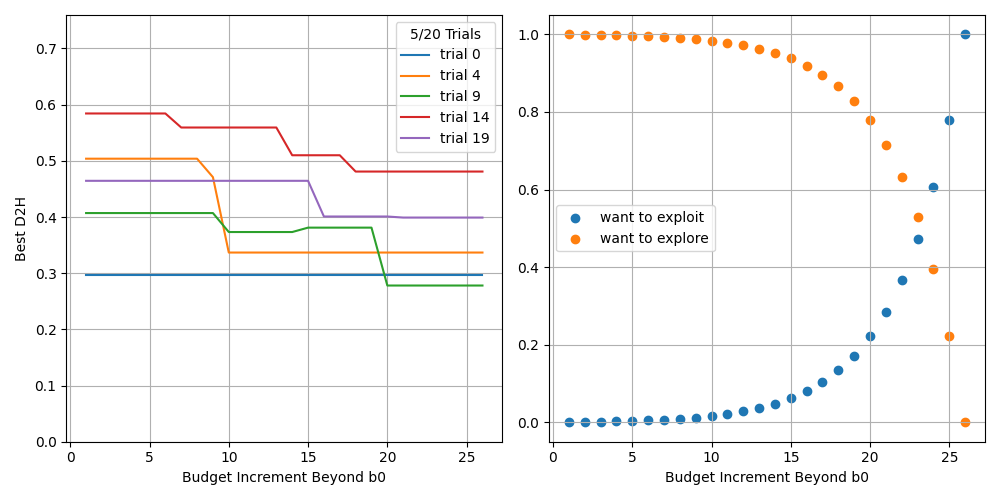 5/20 Trials
trial 0
trial 4
trial 9
trial 14
trial 19
0.7
0.6
0.5
0.4
0.3
0.2
0.1
0.0
Best D2H
0 5 10 15 20 25
Budget Increment Beyond b0
1.0
0.8
0.6
0.4
0.2
0.0
want to exploit
want to explore
0 5 10 15 20 25
Budget Increment Beyond b0